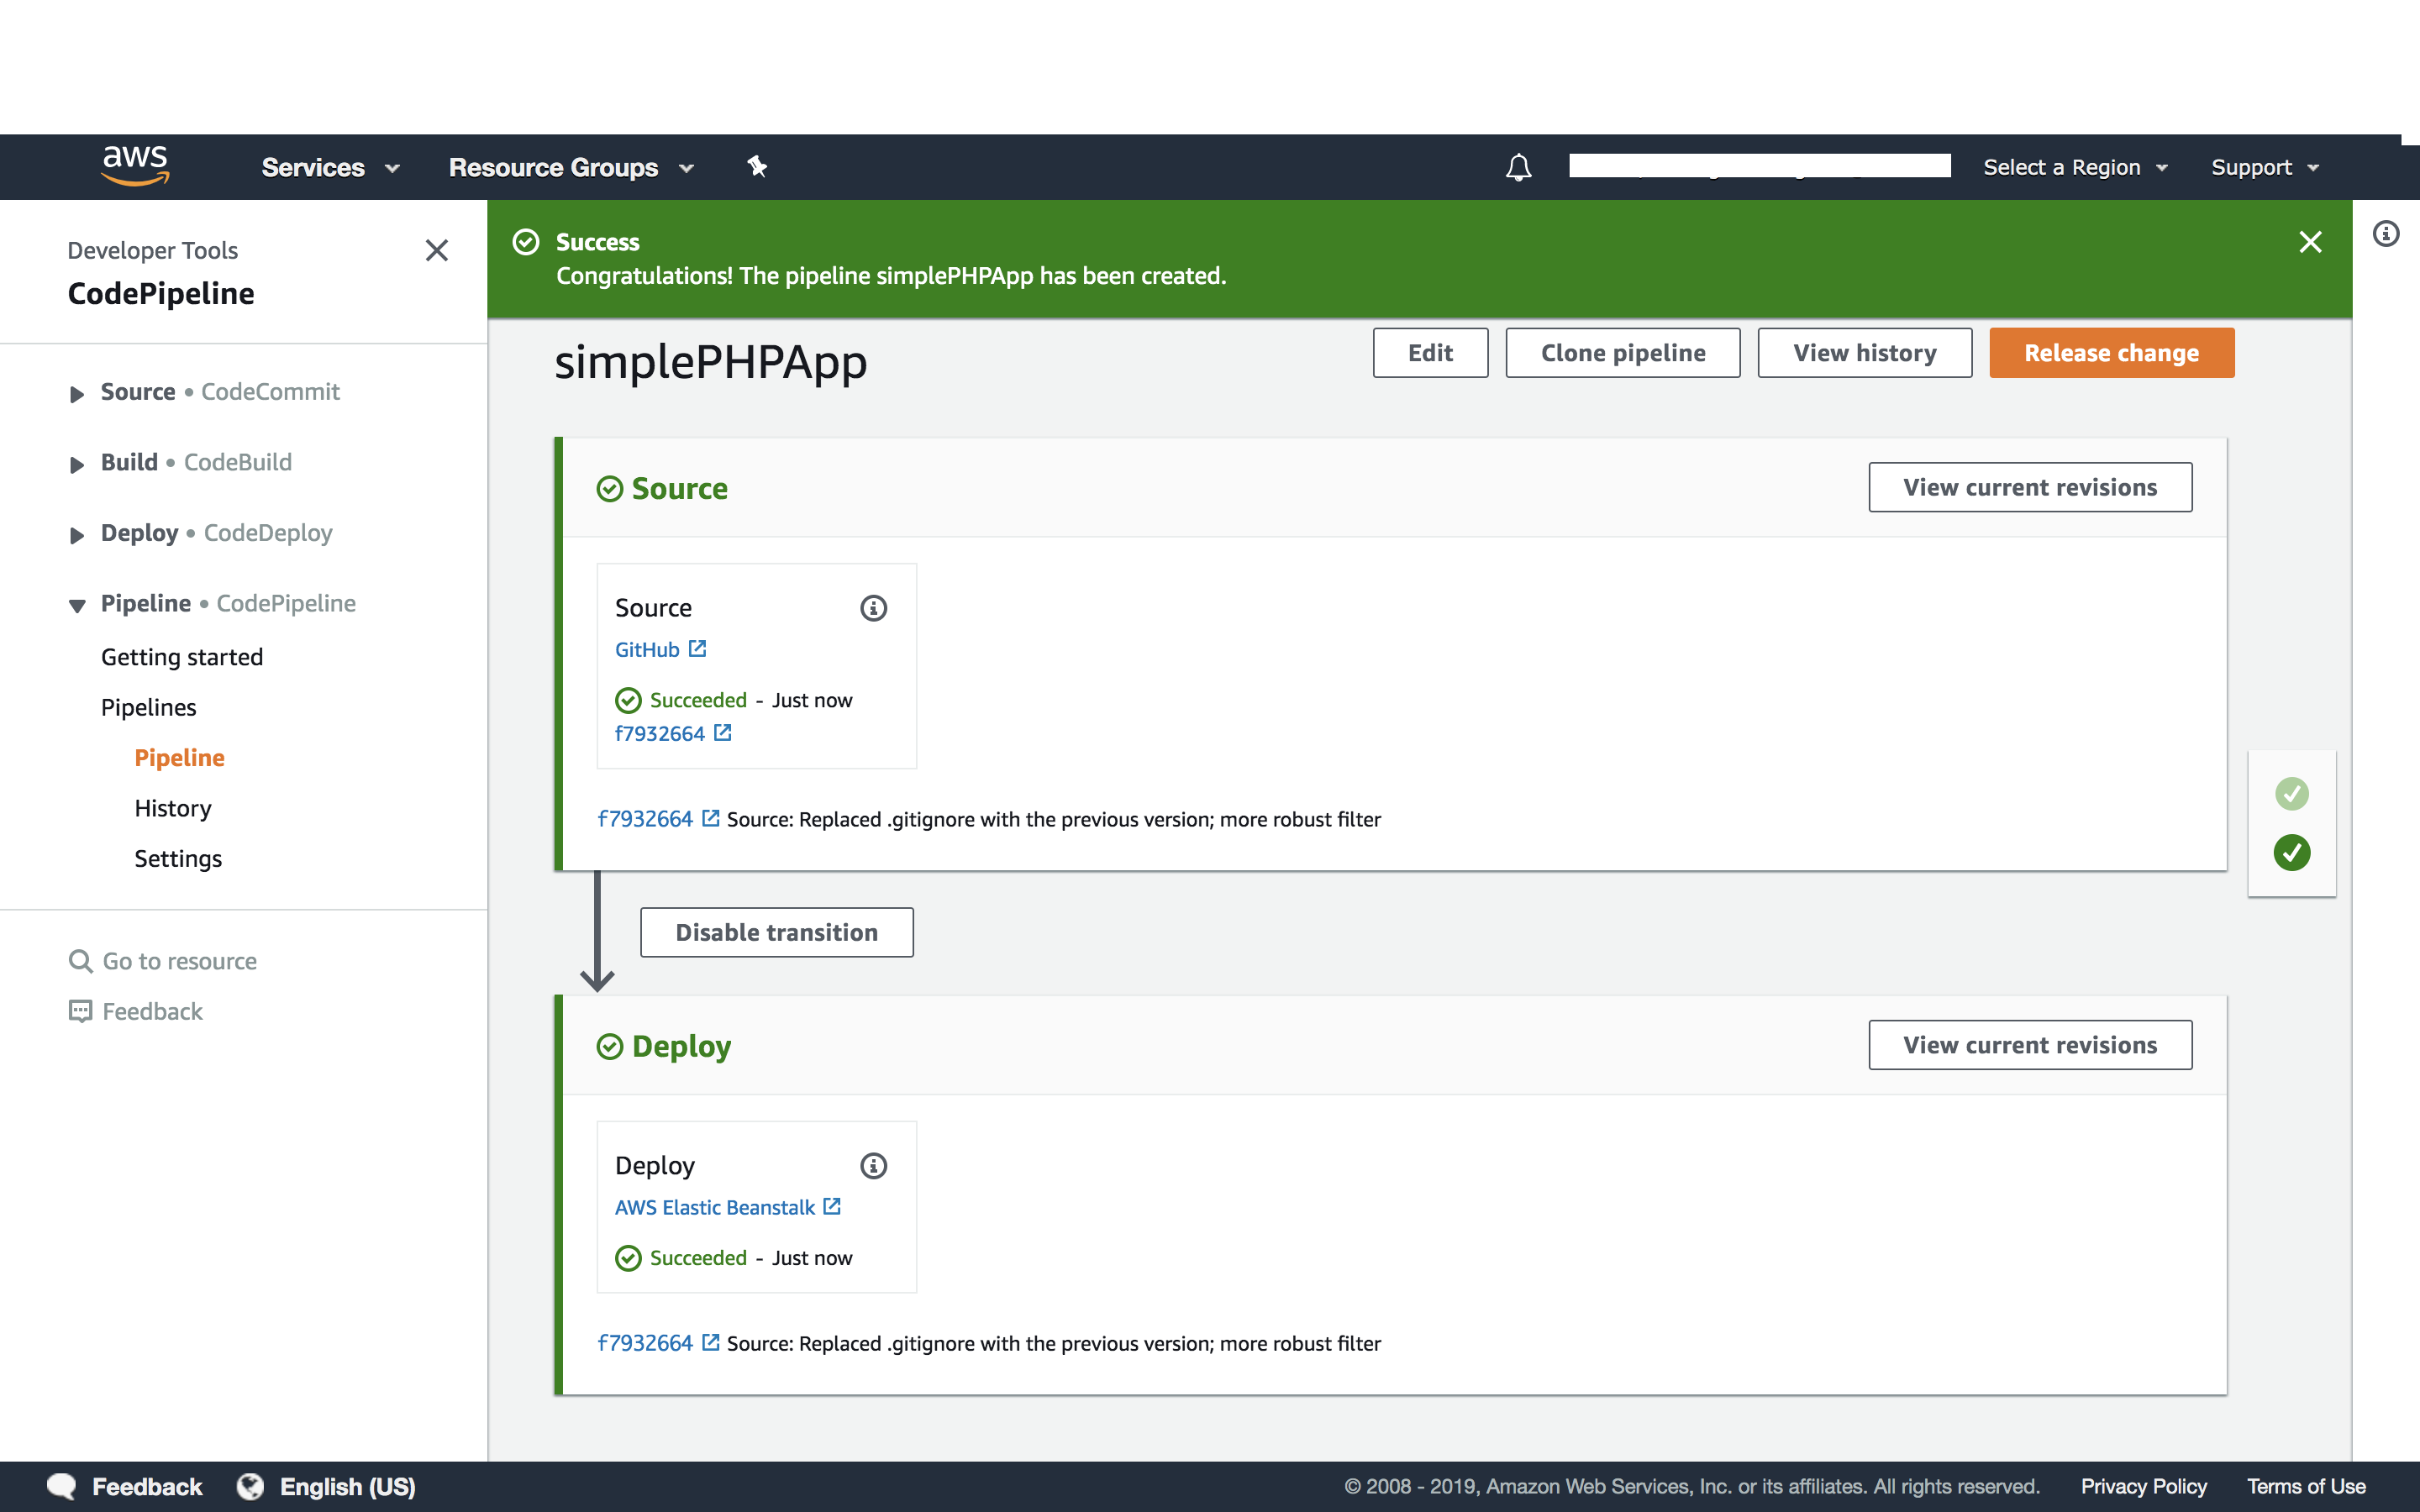 aws Services Resource Groups Select a Region Support
Developer Tools
CodePipeline
Source • CodeCommit
Build • CodeBuild
Deploy • CodeDeploy
Pipeline • CodePipeline
Getting started
Pipelines
Pipeline
History
Settings
Go to resource
Feedback
Success
Congratulations! The pipeline simplePHPApp has been created.
simplePHPApp
Edit Clone pipeline View history Release change
Source View current revisions
Source
GitHub
Succeeded - Just now
f7932664
f7932664 Source: Replaced .gitignore with the previous version; more robust filter
Disable transition
Deploy View current revisions
Deploy
AWS Elastic Beanstalk
Succeeded - Just now
f7932664 Source: Replaced .gitignore with the previous version; more robust filter
Feedback English (US) © 2008 - 2019, Amazon Web Services, Inc. or its affiliates. All rights reserved. Privacy Policy Terms of Use